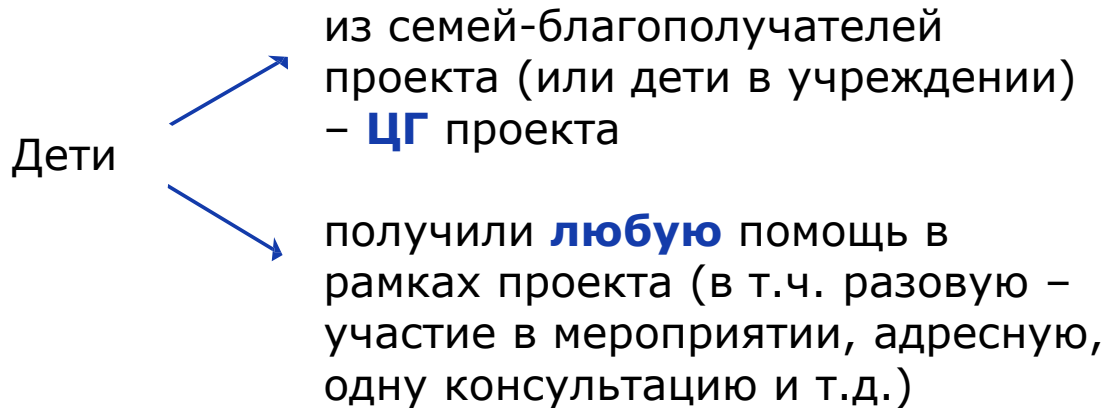 из семей-благополучателей
проекта (или дети в учреждении)
– ЦГ проекта
Дети
получили любую помощь в
рамках проекта (в т.ч. разовую –
участие в мероприятии, адресную,
одну консультацию и т.д.)